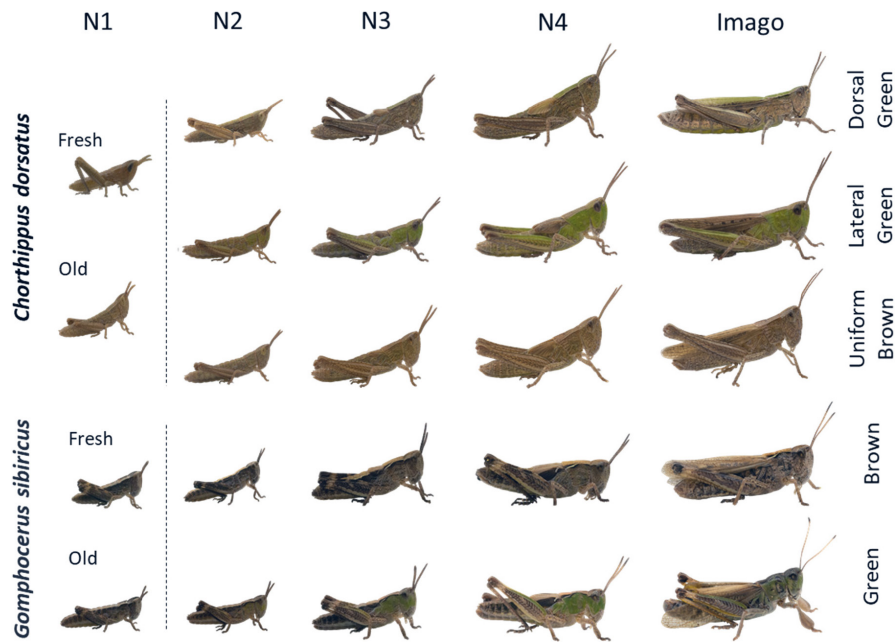 N1
N2
N3
N4
Imago
Chorthippus dorsatus
Fresh
Old
Dorsal
Green
Lateral
Green
Uniform
Brown
Gomphocerus sibiricus
Fresh
Old
Brown
Green